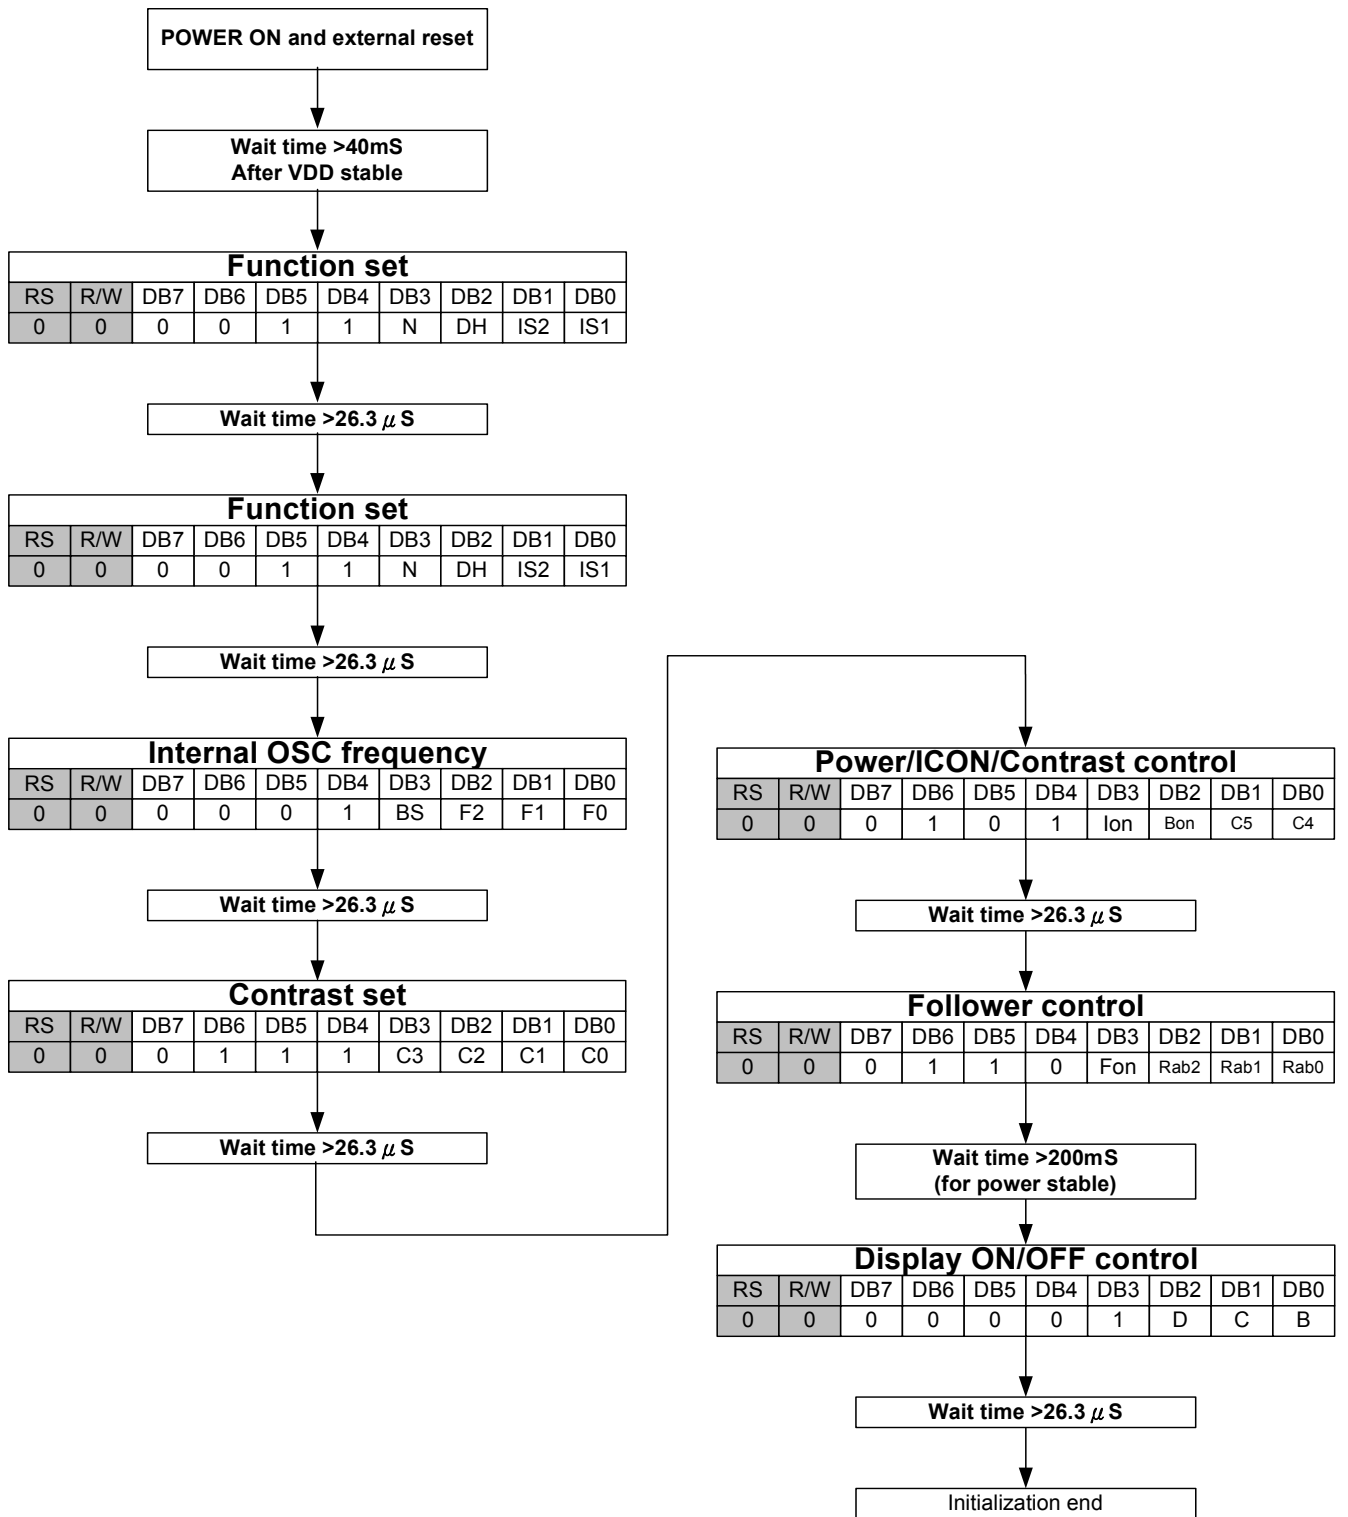 POWER ON and external reset
Wait time >40mS
After VDD stable
Function set
RS R/W DB7 DB6 DB5 DB4 DB3 DB2 DB1 DB0
0 0 0 0 1 1 N DH IS2 IS1
Wait time >26.3 μ S
Function set
RS R/W DB7 DB6 DB5 DB4 DB3 DB2 DB1 DB0
0 0 0 0 1 1 N DH IS2 IS1
Wait time >26.3 μ S
Internal OSC frequency
RS R/W DB7 DB6 DB5 DB4 DB3 DB2 DB1 DB0
0 0 0 0 0 1 BS F2 F1 F0
Wait time >26.3 μ S
Contrast set
RS R/W DB7 DB6 DB5 DB4 DB3 DB2 DB1 DB0
0 0 0 1 1 1 C3 C2 C1 C0
Wait time >26.3 μ S
Power/ICON/Contrast control
RS R/W DB7 DB6 DB5 DB4 DB3 DB2 DB1 DB0
0 0 0 1 0 1 Ion Bon C5 C4
Wait time >26.3 μ S
Follower control
RS R/W DB7 DB6 DB5 DB4 DB3 DB2 DB1 DB0
0 0 0 1 1 0 Fon Rab2 Rab1 Rab0
Wait time >200mS
(for power stable)
Display ON/OFF control
RS R/W DB7 DB6 DB5 DB4 DB3 DB2 DB1 DB0
0 0 0 0 0 0 1 D C B
Wait time >26.3 μ S
Initialization end